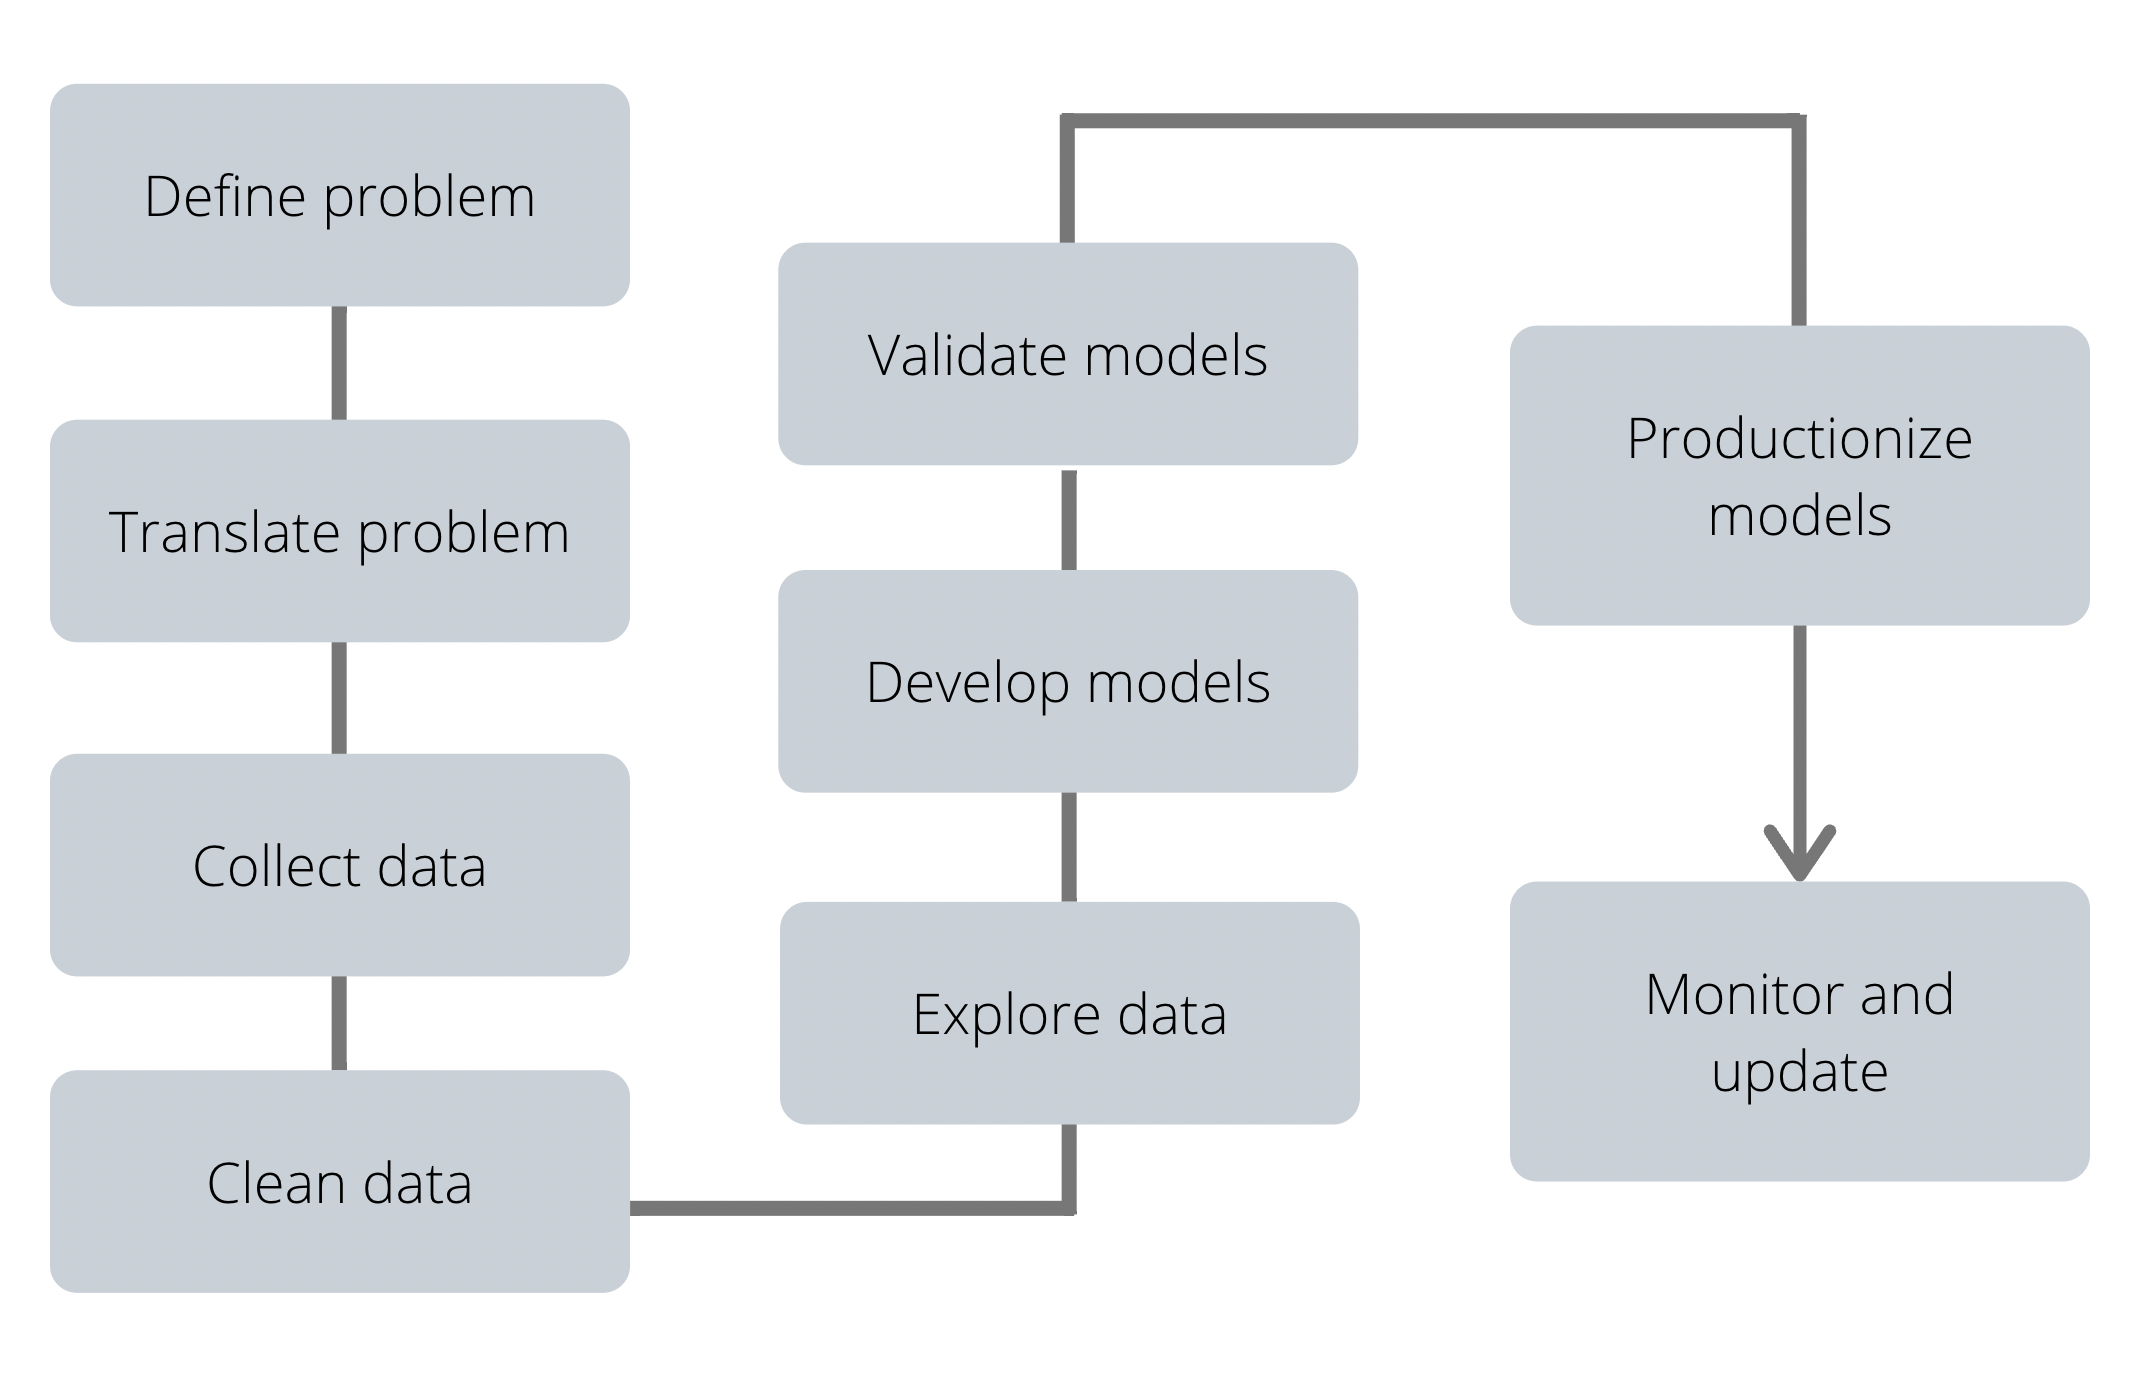 Define problem
Translate problem
Collect data
Clean data
Explore data
Develop models
Validate models
Productionize
models
Monitor and
update